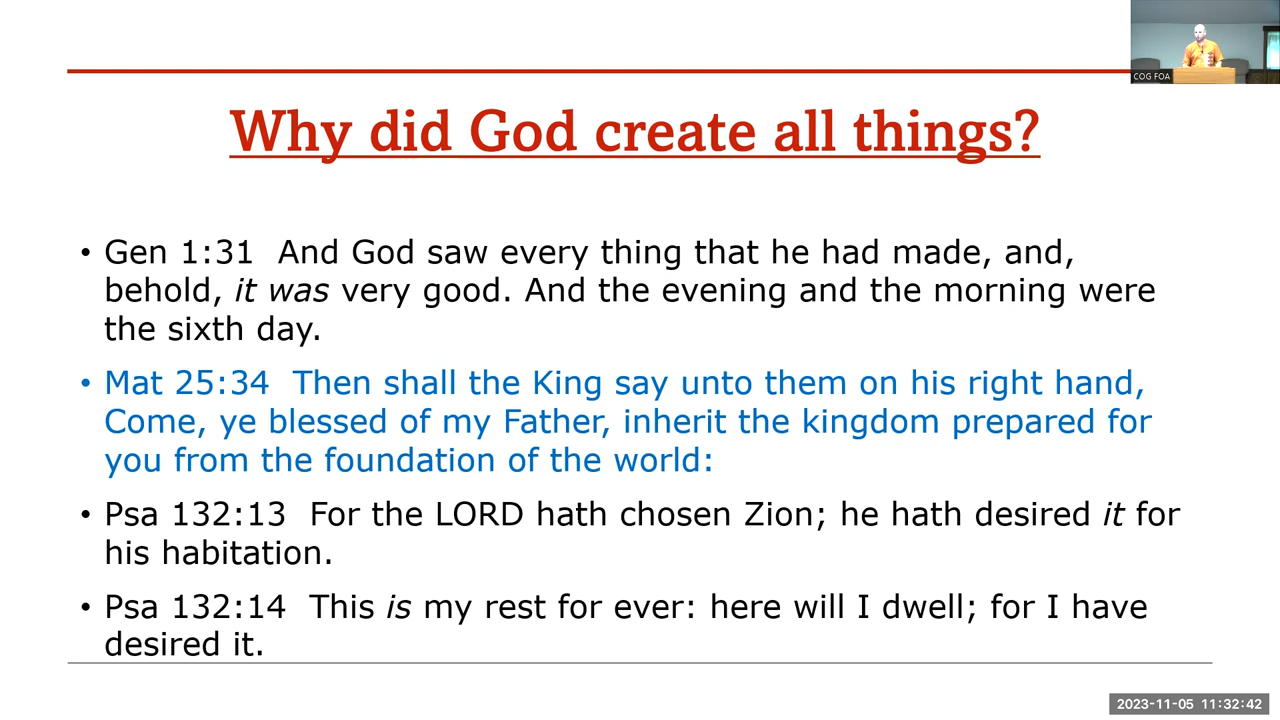 COG FOA
Why did God create all things?
• Gen 1:31  And God saw every thing that he had made, and,
behold, it was very good. And the evening and the morning were
the sixth day.
• Mat 25:34  Then shall the King say unto them on his right hand,
Come, ye blessed of my Father, inherit the kingdom prepared for
you from the foundation of the world:
• Psa 132:13  For the LORD hath chosen Zion; he hath desired it for
his habitation.
• Psa 132:14  This is my rest for ever: here will I dwell; for I have
desired it.
2023-11-05 11:32:42